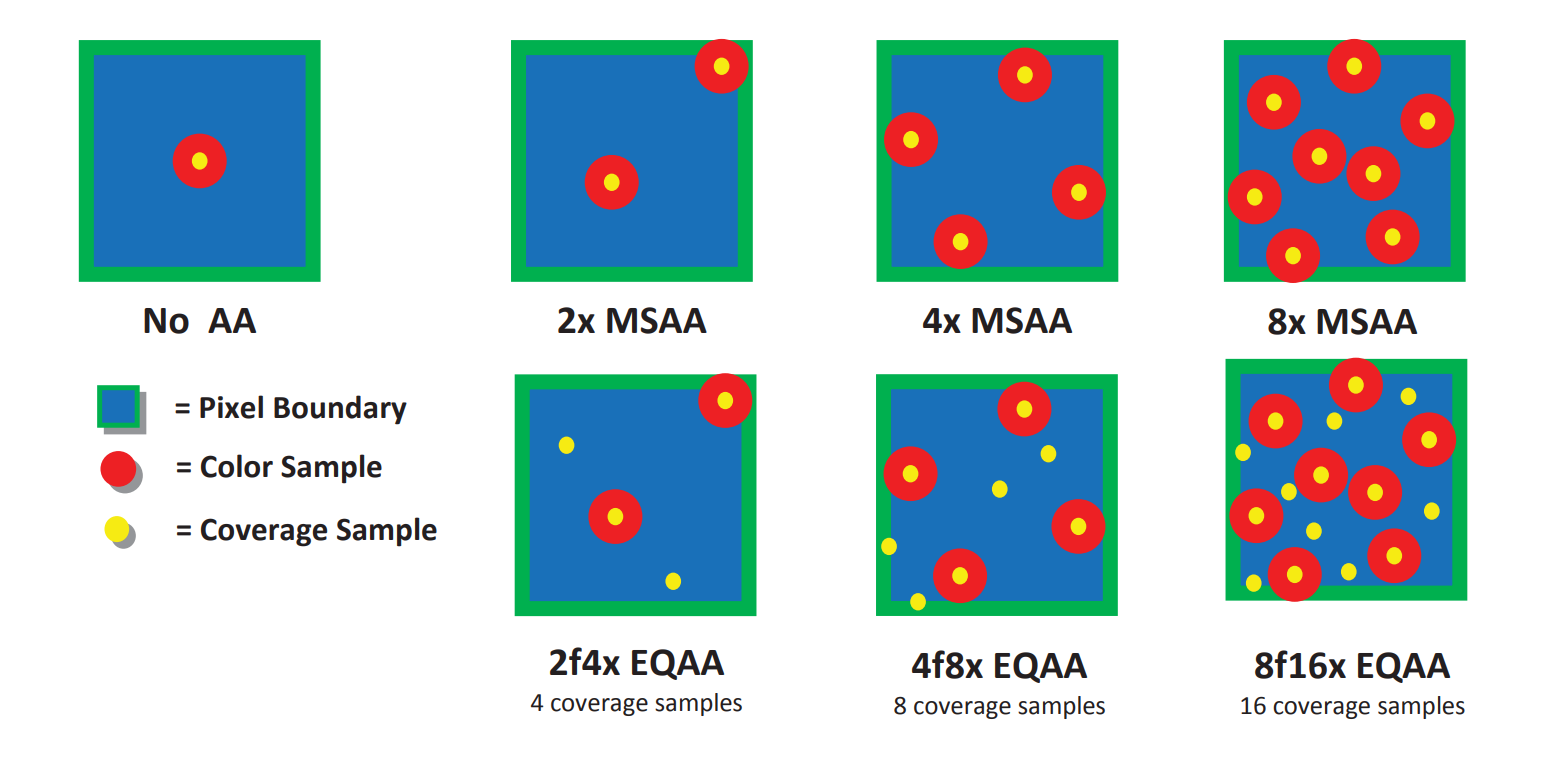 No AA
2x MSAA
4x MSAA
8x MSAA
= Pixel Boundary
= Color Sample
= Coverage Sample
2f4x EQAA
4 coverage samples
4f8x EQAA
8 coverage samples
8f16x EQAA
16 coverage samples